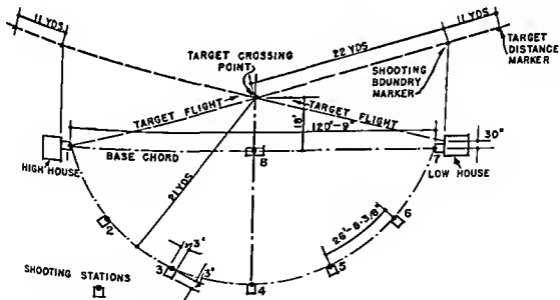 11 YDS
11 YDS
TARGET
DISTANCE
MARKER
TARGET CROSSING
POINT
22 YDS
SHOOTING
BOUNDRY
MARKER
TARGET FLIGHT
TARGET FLIGHT
18'
120'-9"
30"
1
BASE CHORD
8
7
HIGH HOUSE
LOW HOUSE
21 YDS
2
6
26'-8-3/8"
3"
3
3"
5
4
SHOOTING STATIONS